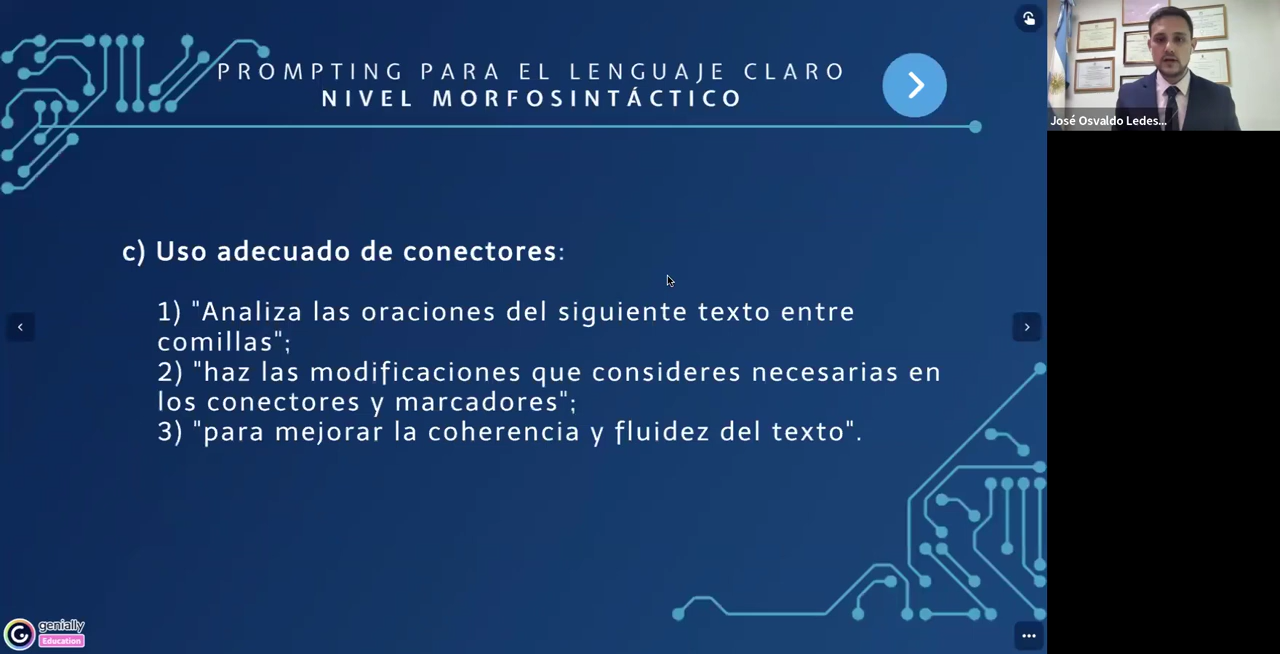 PROMPTING PARA EL LENGUAJE CLARO
NIVEL MORFOSINTÁCTICO
c) Uso adecuado de conectores:
1) "Analiza las oraciones del siguiente texto entre
comillas";
2) "haz las modificaciones que consideres necesarias en
los conectores y marcadores";
3) "para mejorar la coherencia y fluidez del texto".
José Osvaldo Ledes...
genially
Education